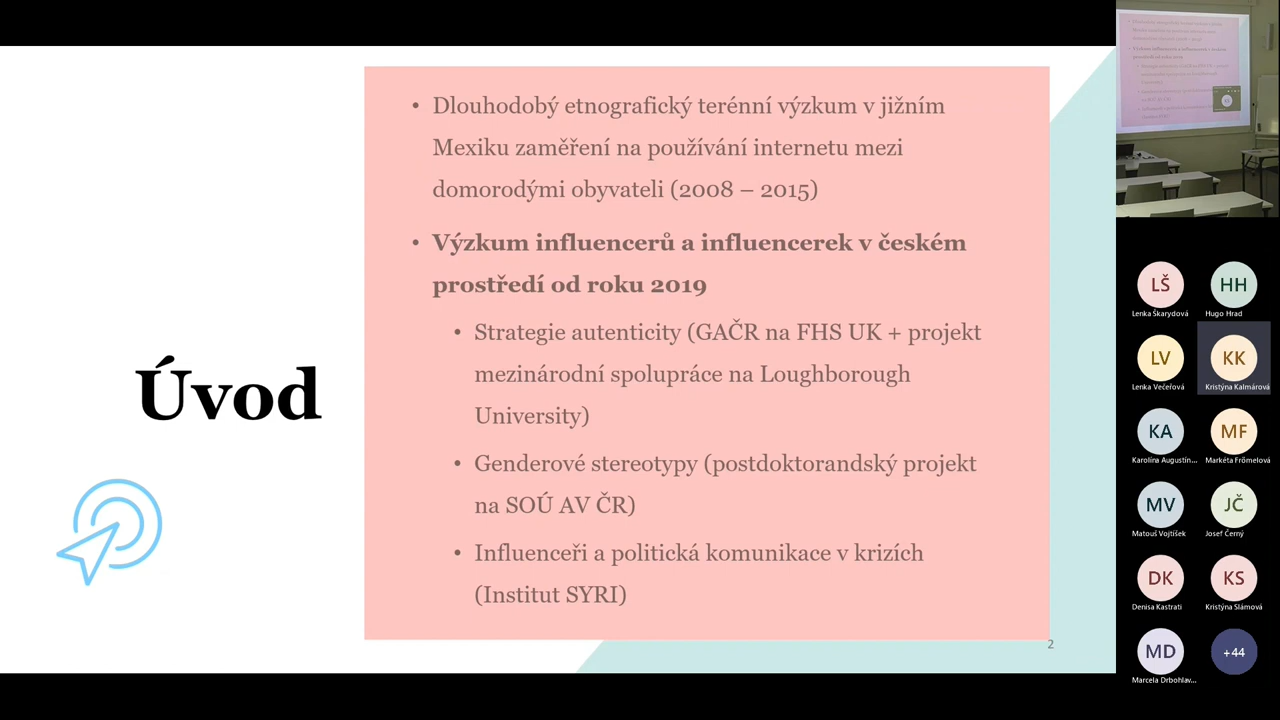 Úvod
• Dlouhodobý etnografický terénní výzkum v jižním
Mexiku zaměření na používání internetu mezi
domorodými obyvateli (2008 – 2015)
• Výzkum influencerů a influencerek v českém
prostředí od roku 2019
• Strategie autenticity (GAČR na FHS UK + projekt
mezinárodní spolupráce na Loughborough
University)
• Genderové stereotypy (postdoktorandský projekt
na SOÚ AV ČR)
• Influenceři a politická komunikace v krizích
(Institut SYRI)
2
LŠ
Lenka Škarydová
HH
Hugo Hrad
LV
Lenka Večeřová
KK
Kristýna Kalmárová
KA
Karolína Augustín...
MF
Markéta Frömelová
MV
Matouš Vojtíšek
JČ
Josef Černý
DK
Denisa Kastrati
KS
Kristýna Slámová
MD
Marcela Drbohlav...
+44